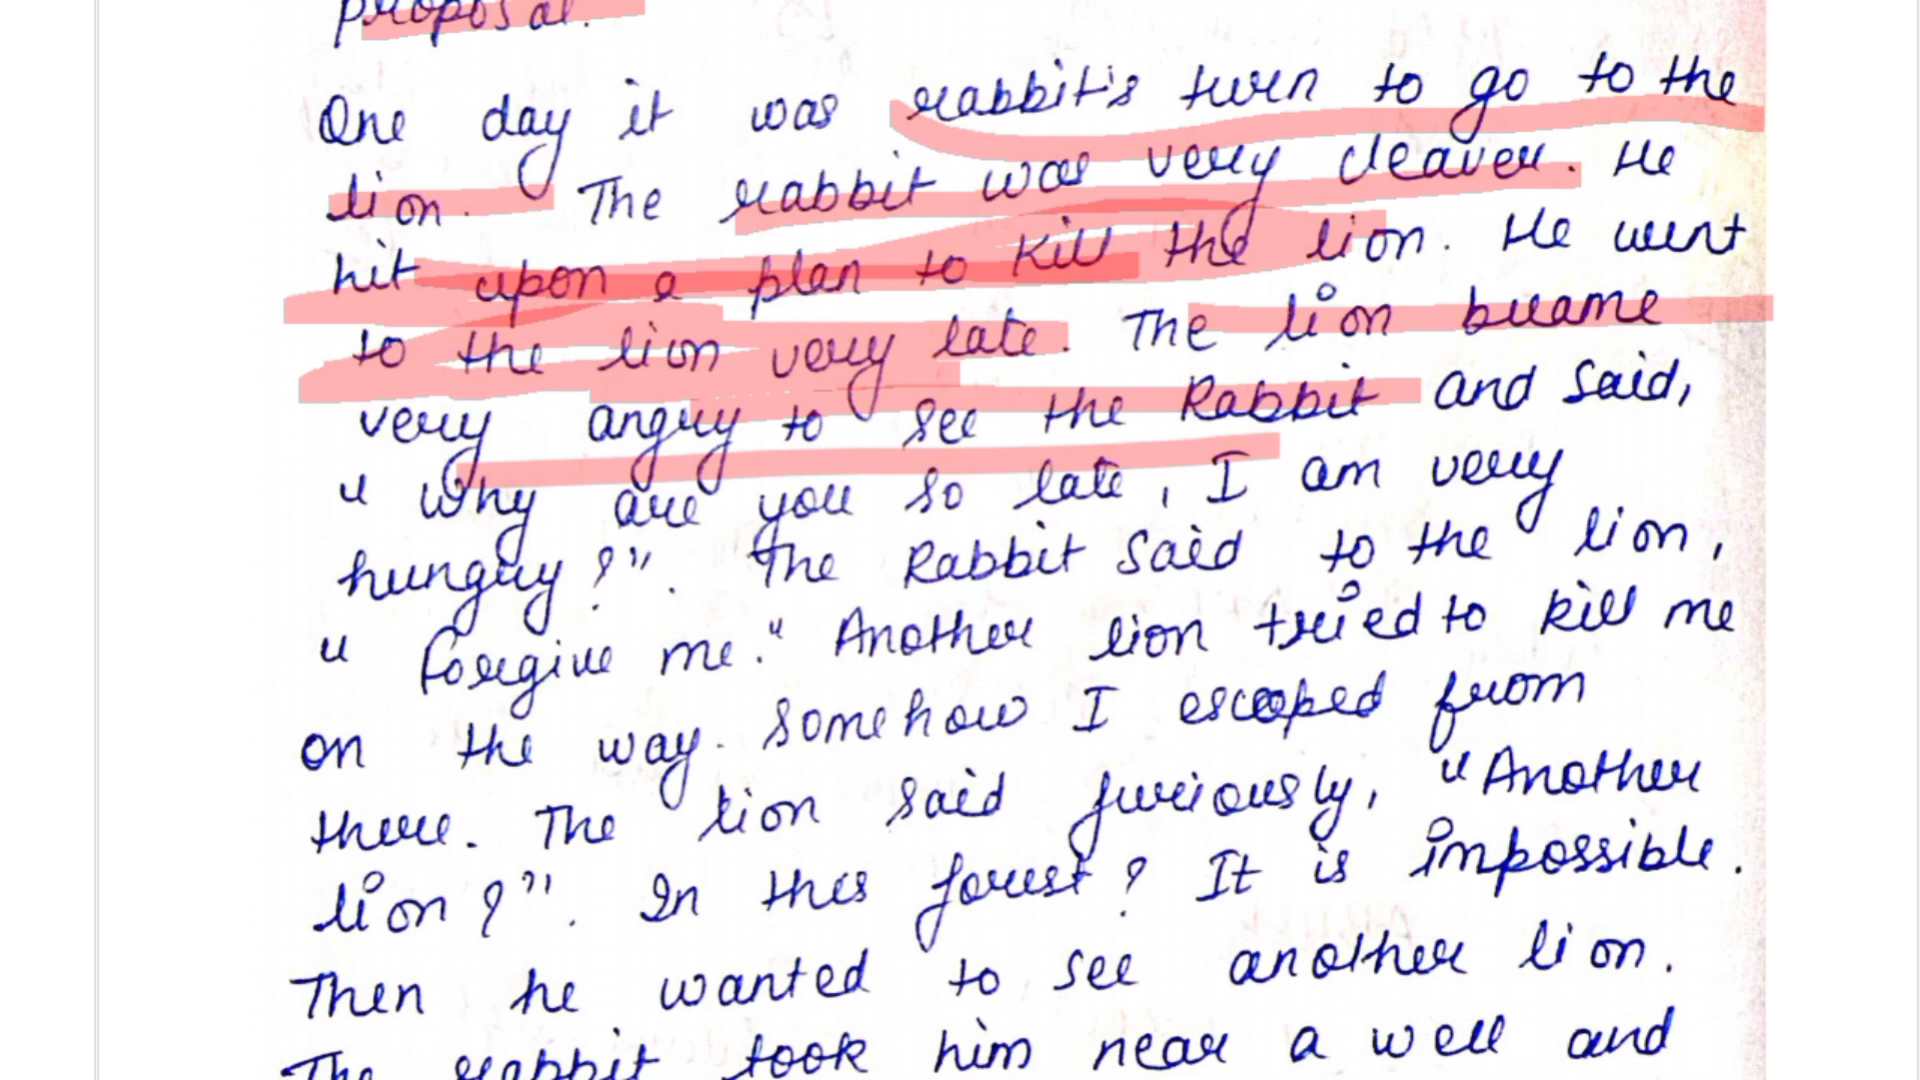 proposal.
One day it was rabbit's turn to go to the
lion. The rabbit was very cleaver. He
hit upon a plan to kill the lion. He went
to the lion very late. The lion became
very angry to see the Rabbit and said,
" Why are you so late, I am very
hungry ?". The Rabbit said to the lion,
" forgive me." Another lion tried to kill me
on the way. Somehow I escaped from
there. The lion said furiously, "Another
lion ?". In this forest ? It is impossible.
Then he wanted to see another lion.
The rabbit took him near a well and